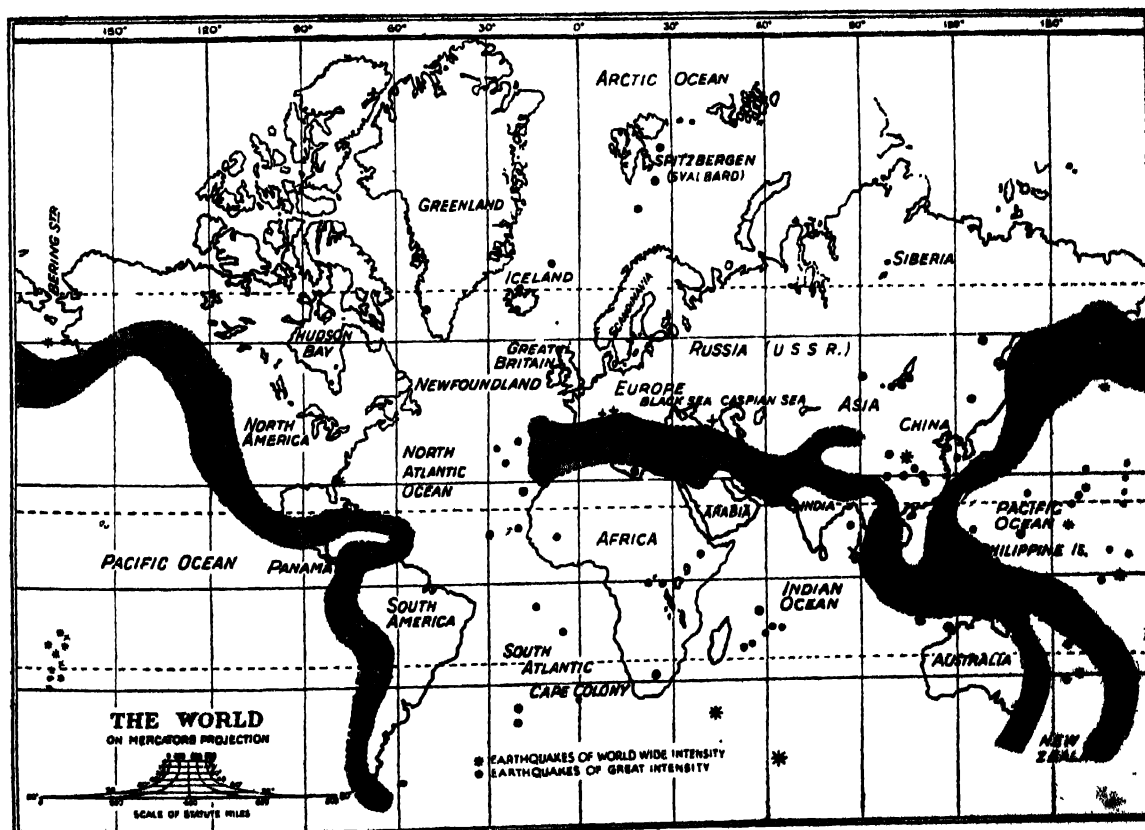 150° 120° 90° 60° 30° 0° 30° 60° 90° 120° 150°
ARCTIC OCEAN
SPITZBERGEN
(SVALBARD)
GREENLAND
BERING STR
SIBERIA
ICELAND
SCANDINAVIA
HUDSON
BAY
GREAT
BRITAIN
RUSSIA (U S S R.)
NEWFOUNDLAND
EUROPE
BLACK SEA CASPIAN SEA
ASIA
NORTH
AMERICA
CHINA
NORTH
ATLANTIC
OCEAN
ARABIA
INDIA
PACIFIC
OCEAN
AFRICA
PHILIPPINE IS.
PACIFIC OCEAN
PANAMA
INDIAN
OCEAN
SOUTH
AMERICA
SOUTH
ATLANTIC
AUSTRALIA
CAPE COLONY
THE WORLD
ON MERCATORS PROJECTION
NEW
ZEALA
* EARTHQUAKES OF WORLD WIDE INTENSITY
• EARTHQUAKES OF GREAT INTENSITY
SCALE OF STATUTE MILES